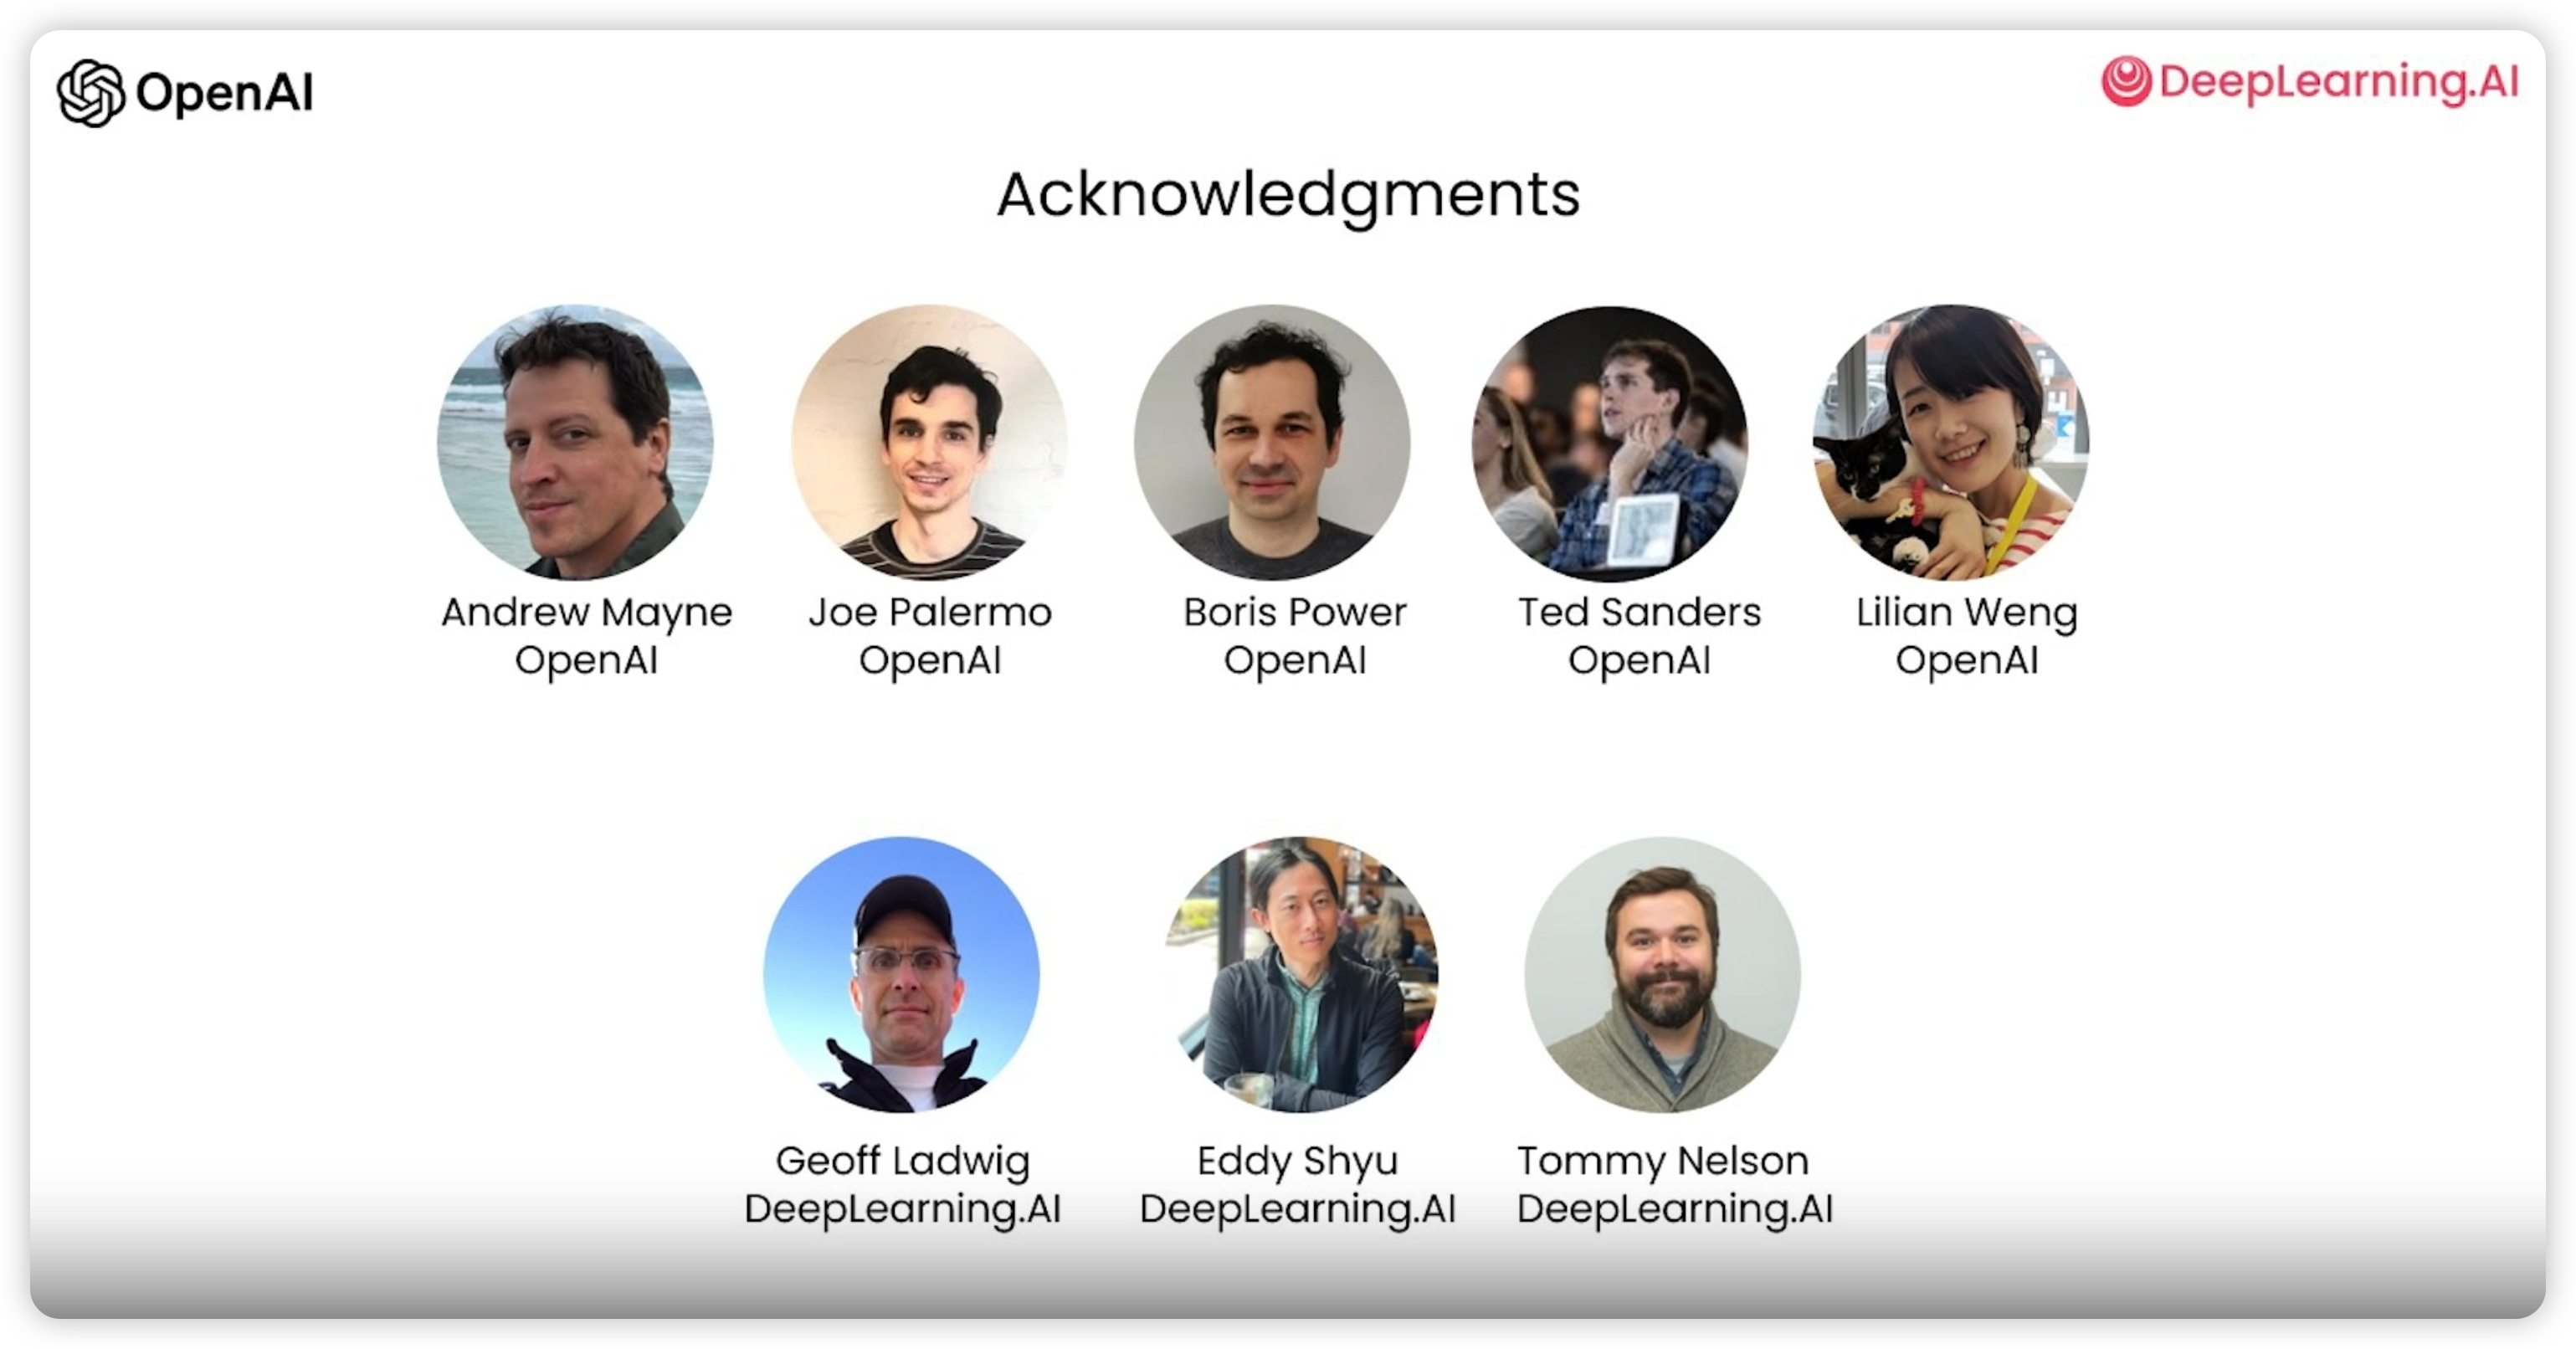 OpenAI
DeepLearning.AI
Acknowledgments
Andrew Mayne
OpenAI
Joe Palermo
OpenAI
Boris Power
OpenAI
Ted Sanders
OpenAI
Lilian Weng
OpenAI
Geoff Ladwig
DeepLearning.AI
Eddy Shyu
DeepLearning.AI
Tommy Nelson
DeepLearning.AI